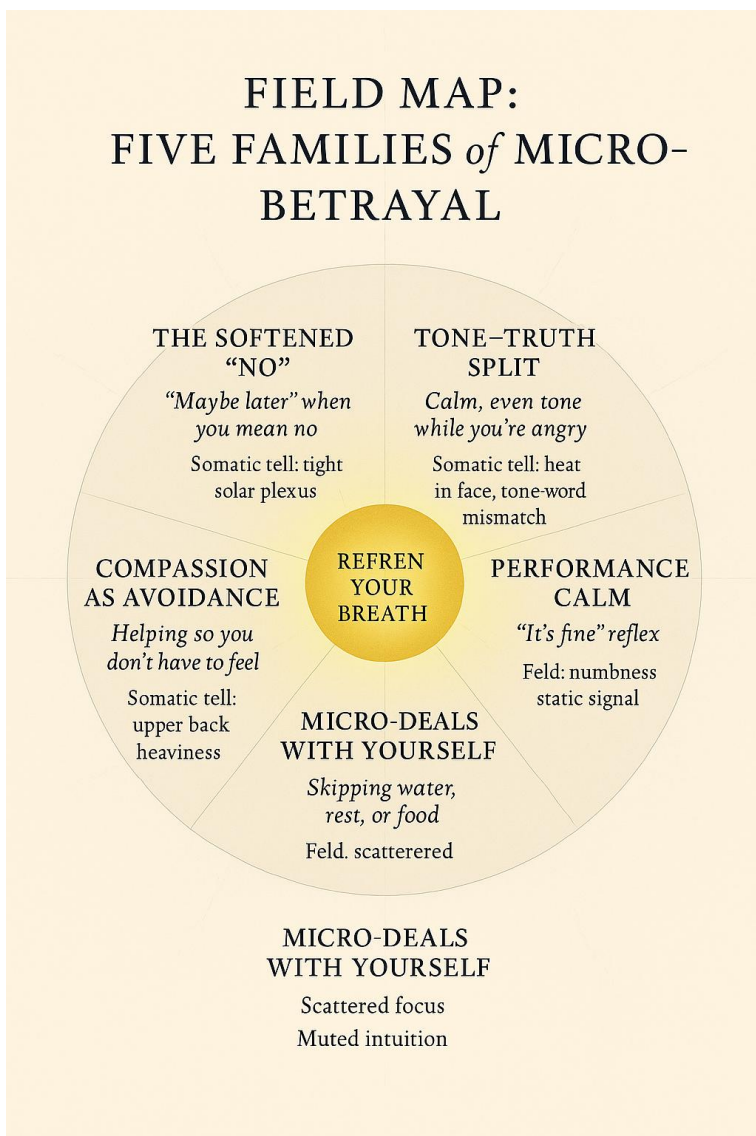 FIELD MAP:
FIVE FAMILIES of MICRO-
BETRAYAL
THE SOFTENED
“NO”
“Maybe later” when
you mean no
Somatic tell: tight
solar plexus
TONE–TRUTH
SPLIT
Calm, even tone
while you’re angry
Somatic tell: heat
in face, tone-word
mismatch
COMPASSION
AS AVOIDANCE
Helping so you
don’t have to feel
Somatic tell:
upper back
heaviness
REFREN
YOUR
BREATH
PERFORMANCE
CALM
“It’s fine” reflex
Feld: numbness
static signal
MICRO-DEALS
WITH YOURSELF
Skipping water,
rest, or food
Feld. scatterered
MICRO-DEALS
WITH YOURSELF
Scattered focus
Muted intuition